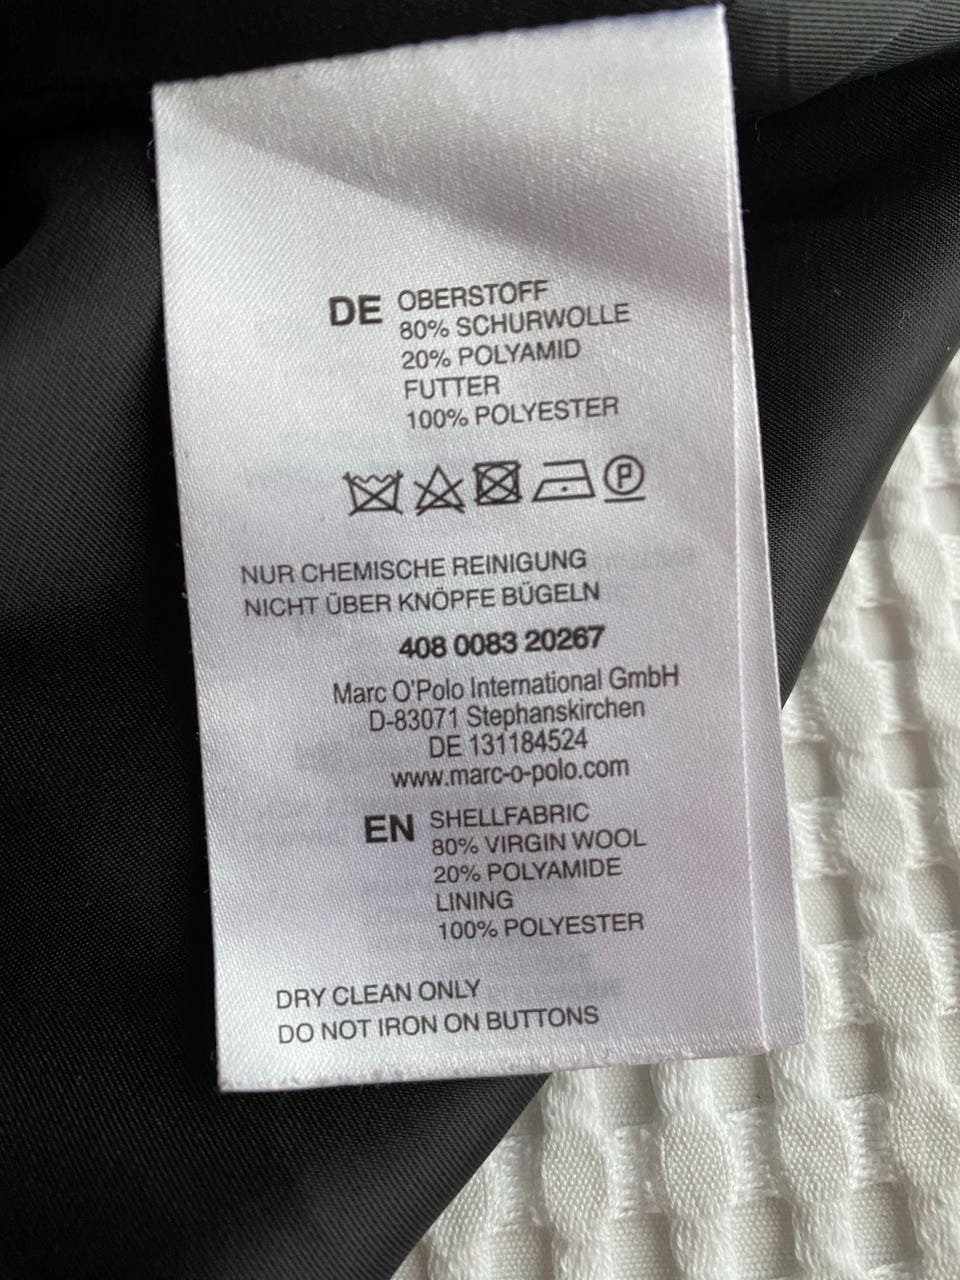 DE OBERSTOFF
80% SCHURWOLLE
20% POLYAMID
FUTTER
100% POLYESTER
P
NUR CHEMISCHE REINIGUNG
NICHT ÜBER KNÖPFE BÜGELN
408 0083 20267
Marc O'Polo International GmbH
D-83071 Stephanskirchen
DE 131184524
www.marc-o-polo.com
EN SHELLFABRIC
80% VIRGIN WOOL
20% POLYAMIDE
LINING
100% POLYESTER
DRY CLEAN ONLY
DO NOT IRON ON BUTTONS